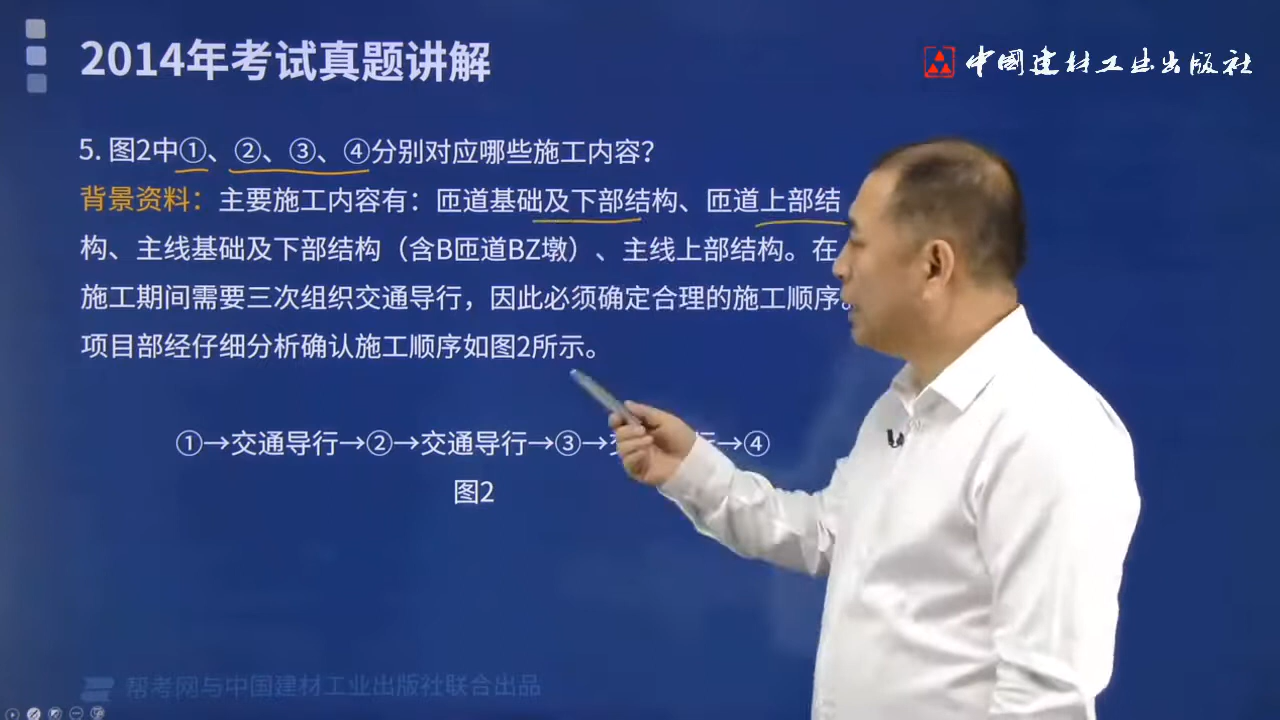 2014年考试真题讲解
中国建材工业出版社
5. 图2中①、②、③、④分别对应哪些施工内容?
背景资料：主要施工内容有：匝道基础及下部结构、匝道上部结
构、主线基础及下部结构（含B匝道BZ墩）、主线上部结构。在
施工期间需要三次组织交通导行，因此必须确定合理的施工顺序。
项目部经仔细分析确认施工顺序如图2所示。
①→交通导行→②→交通导行→③→ 行→④
图2
帮考网与中国建材工业出版社联合出品